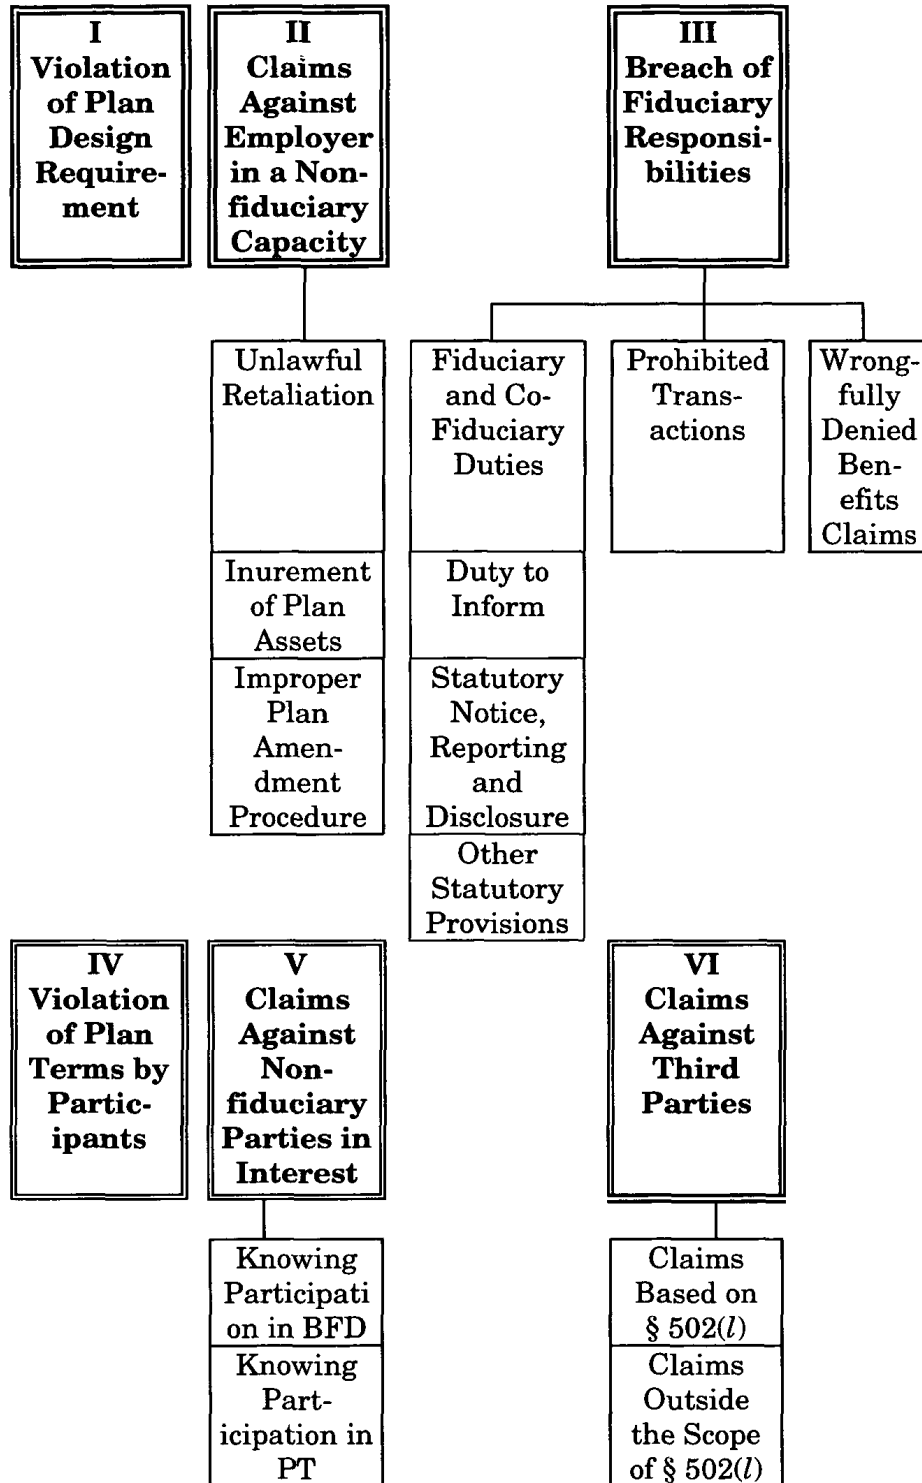 I
Violation
of Plan
Design
Require-
ment
II
Claims
Against
Employer
in a Non-
fiduciary
Capacity
III
Breach of
Fiduciary
Responsi-
bilities
Unlawful
Retaliation
Inurement
of Plan
Assets
Improper
Plan
Amen-
dment
Procedure
Fiduciary
and Co-
Fiduciary
Duties
Duty to
Inform
Statutory
Notice,
Reporting
and
Disclosure
Other
Statutory
Provisions
Prohibited
Trans-
actions
Wrong-
fully
Denied
Ben-
efits
Claims
IV
Violation
of Plan
Terms by
Partic-
ipants
V
Claims
Against
Non-
fiduciary
Parties in
Interest
VI
Claims
Against
Third
Parties
Knowing
Participati
on in BFD
Knowing
Part-
icipation in
PT
Claims
Based on
§ 502(l)
Claims
Outside
the Scope
of § 502(l)